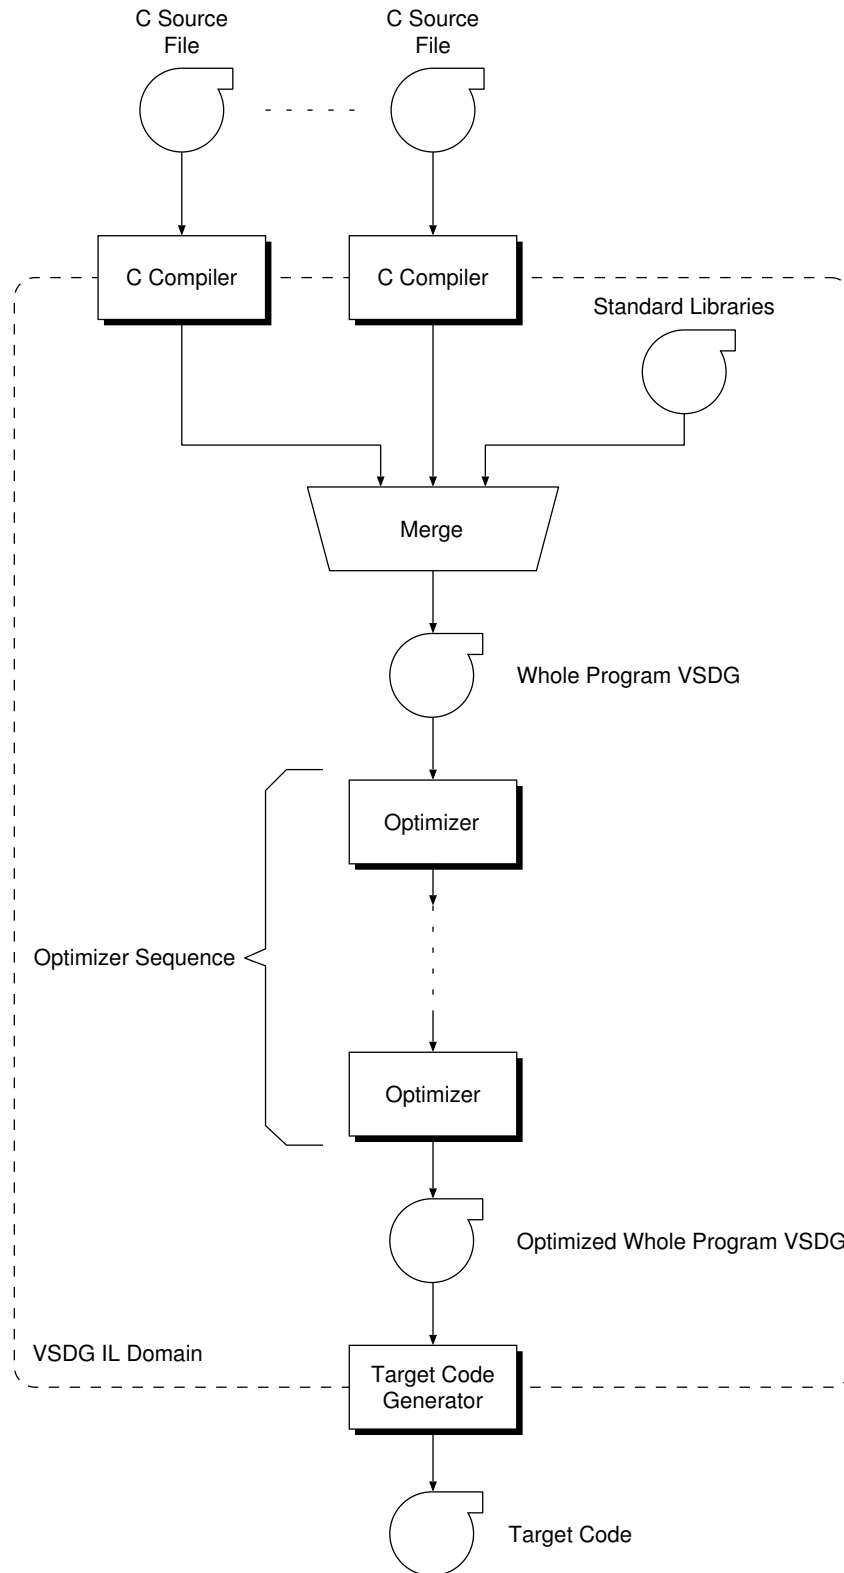 C Source
File
C Source
File
C Compiler
C Compiler
Standard Libraries
Merge
Whole Program VSDG
Optimizer
Optimizer Sequence
Optimizer
Optimized Whole Program VSDG
VSDG IL Domain
Target Code
Generator
Target Code